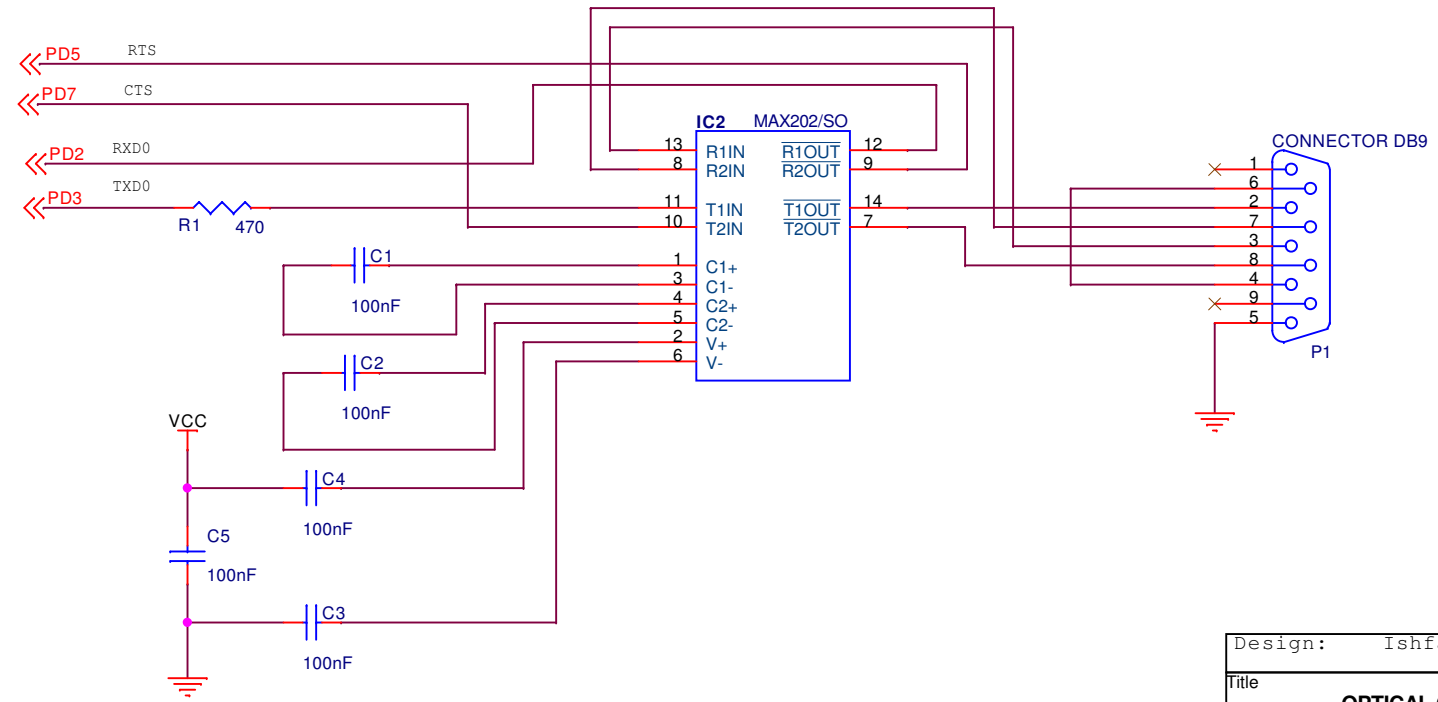 PD5 RTS
PD7 CTS
PD2 RXD0
PD3 TXD0
R1 470
IC2 MAX202/SO
13 R1IN R1OUT 12
8 R2IN R2OUT 9
11 T1IN T1OUT 14
10 T2IN T2OUT 7
1 C1+
3 C1-
4 C2+
5 C2-
2 V+
6 V-
CONNECTOR DB9
1
6
2
7
3
8
4
9
5
P1
C1
100nF
C2
100nF
VCC
C4
100nF
C5
100nF
C3
100nF
Design:
Title
OPTICAL